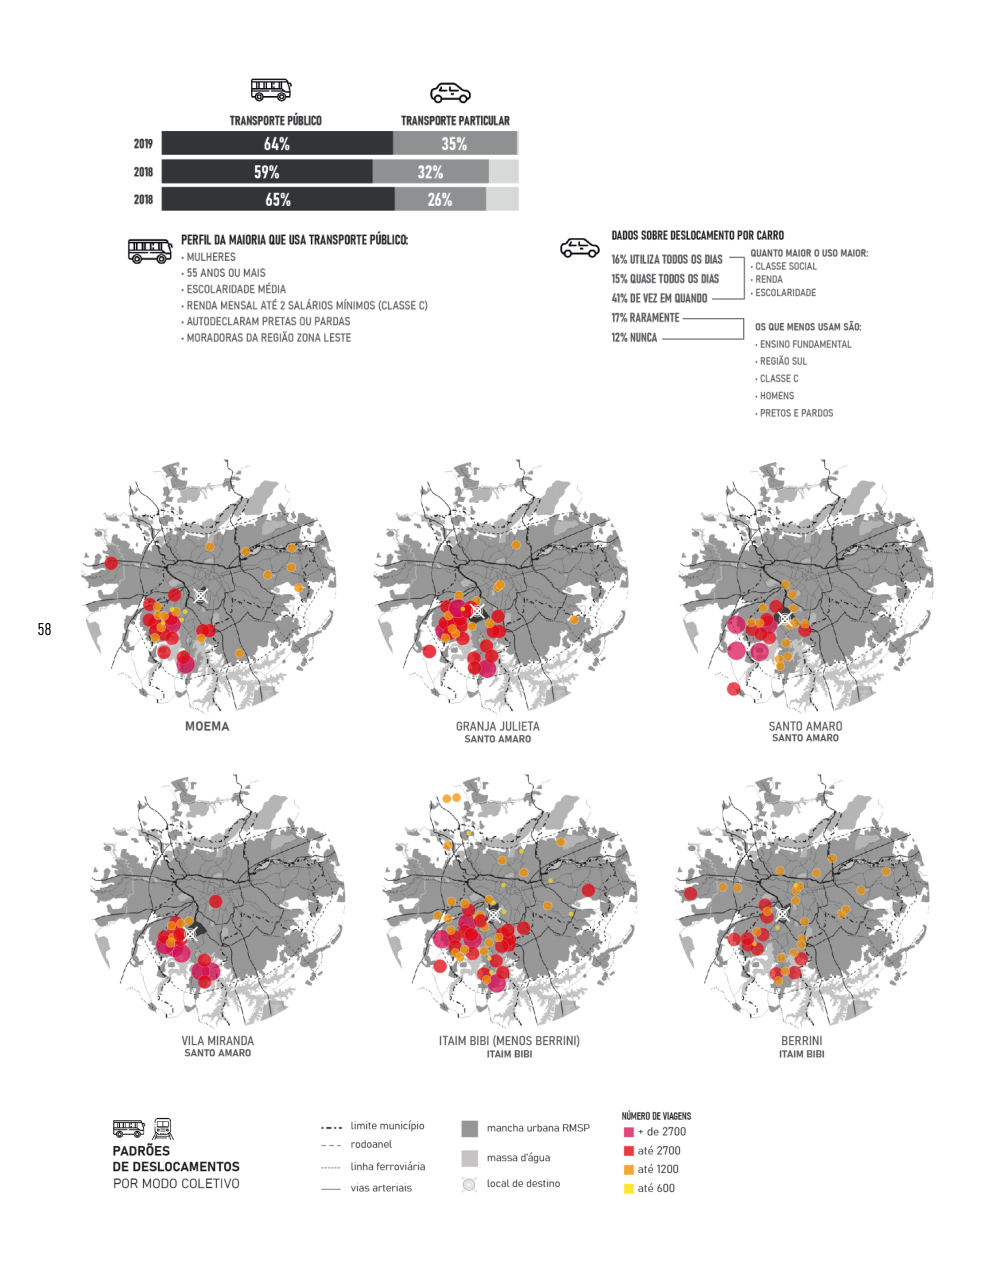 TRANSPORTE PÚBLICO
TRANSPORTE PARTICULAR
2019 64% 35%
2018 59% 32%
2018 65% 26%
PERFIL DA MAIORIA QUE USA TRANSPORTE PÚBLICO:
• MULHERES
• 55 ANOS OU MAIS
• ESCOLARIDADE MÉDIA
• RENDA MENSAL ATÉ 2 SALÁRIOS MÍNIMOS (CLASSE C)
• AUTODECLARAM PRETAS OU PARDAS
• MORADORAS DA REGIÃO ZONA LESTE
DADOS SOBRE DESLOCAMENTO POR CARRO
16% UTILIZA TODOS OS DIAS
15% QUASE TODOS OS DIAS
41% DE VEZ EM QUANDO
17% RARAMENTE
12% NUNCA
QUANTO MAIOR O USO MAIOR:
• CLASSE SOCIAL
• RENDA
• ESCOLARIDADE
OS QUE MENOS USAM SÃO:
• ENSINO FUNDAMENTAL
• REGIÃO SUL
• CLASSE C
• HOMENS
• PRETOS E PARDOS
58
MOEMA
GRANJA JULIETA
SANTO AMARO
SANTO AMARO
SANTO AMARO
VILA MIRANDA
SANTO AMARO
ITAIM BIBI (MENOS BERRINI)
ITAIM BIBI
BERRINI
ITAIM BIBI
PADRÕES
DE DESLOCAMENTOS
POR MODO COLETIVO
limite município
rodoanel
linha ferroviária
vias arteriais
mancha urbana RMSP
massa d'água
local de destino
NÚMERO DE VIAGENS
+ de 2700
até 2700
até 1200
até 600